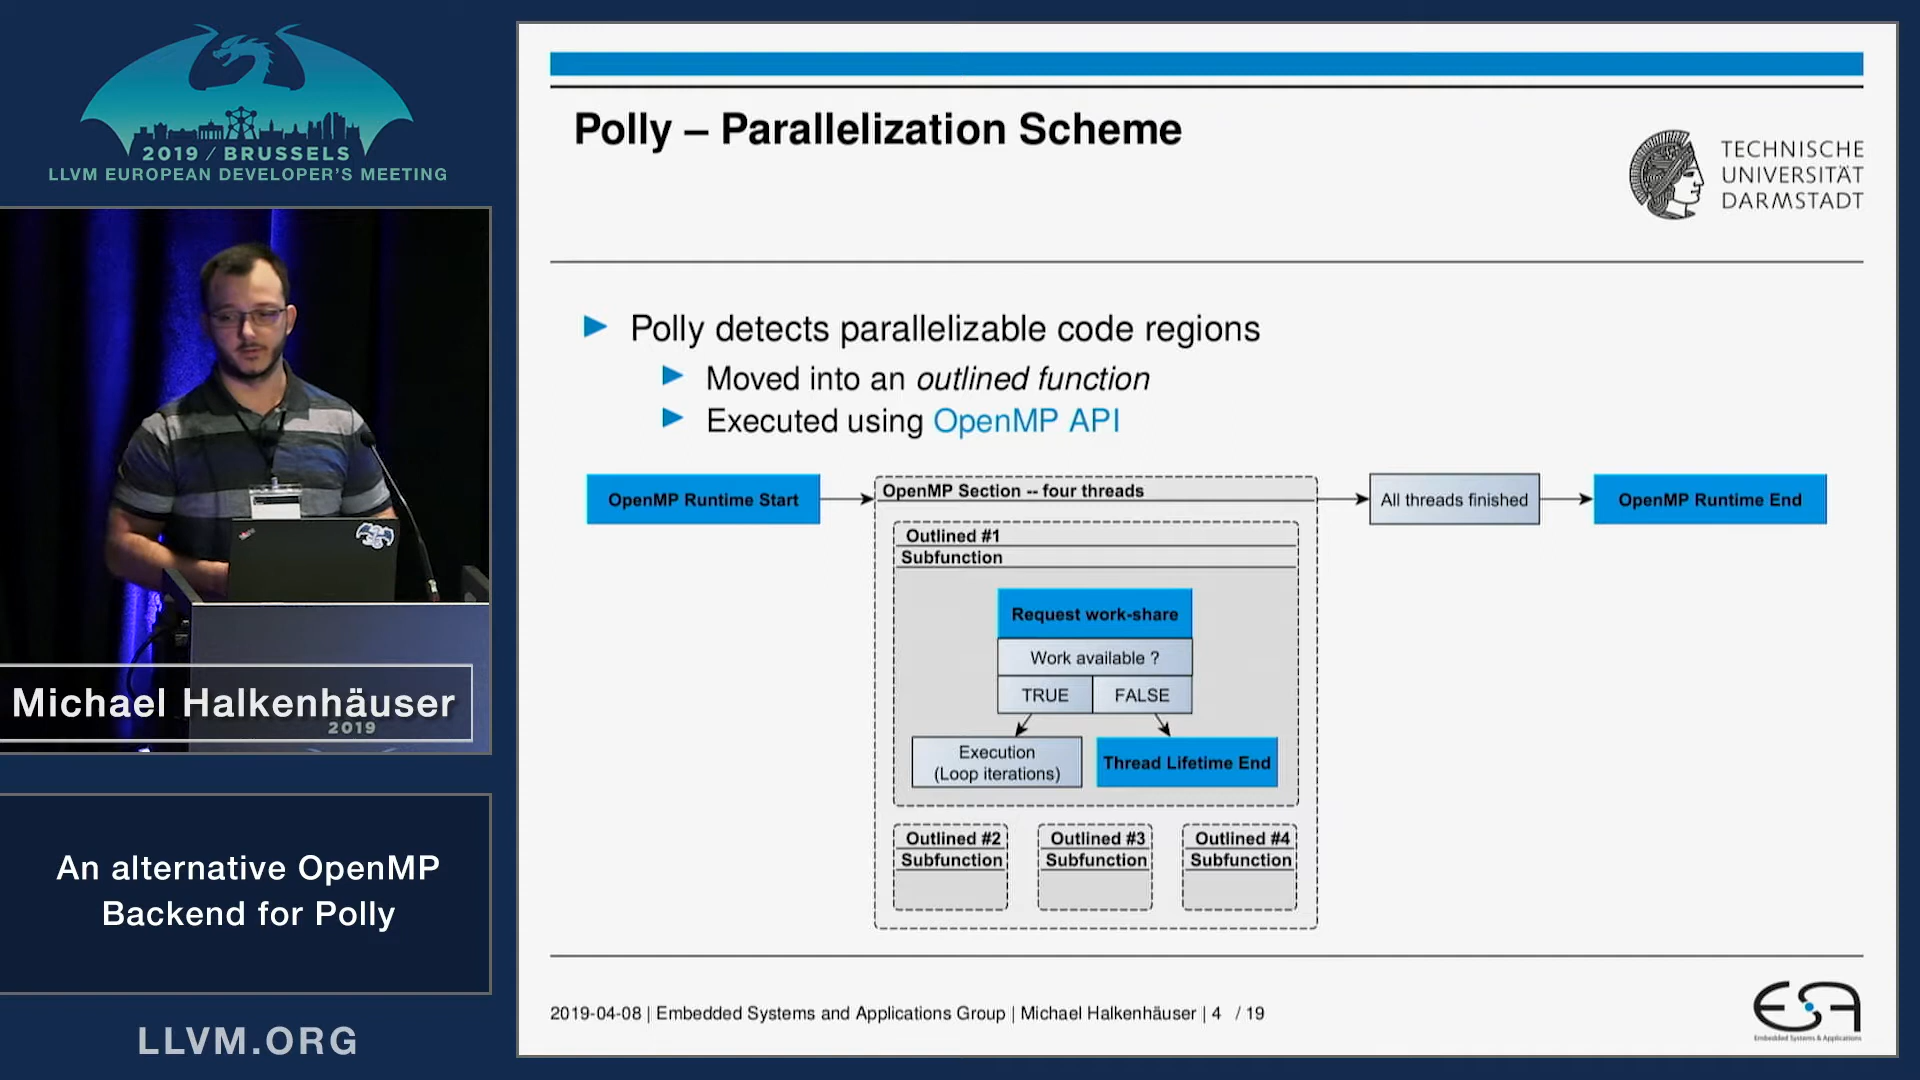 2019 / BRUSSELS
LLVM EUROPEAN DEVELOPER'S MEETING
Michael Halkenhäuser
2019
An alternative OpenMP
Backend for Polly
LLVM.ORG
Polly – Parallelization Scheme
TECHNISCHE
UNIVERSITÄT
DARMSTADT
Polly detects parallelizable code regions
Moved into an outlined function
Executed using OpenMP API
OpenMP Runtime Start
OpenMP Section -- four threads
All threads finished
OpenMP Runtime End
Outlined #1
Subfunction
Request work-share
Work available ?
TRUE
FALSE
Execution
(Loop iterations)
Thread Lifetime End
Outlined #2
Subfunction
Outlined #3
Subfunction
Outlined #4
Subfunction
2019-04-08 | Embedded Systems and Applications Group | Michael Halkenhäuser | 4 / 19
ESA
Embedded Systems & Applications